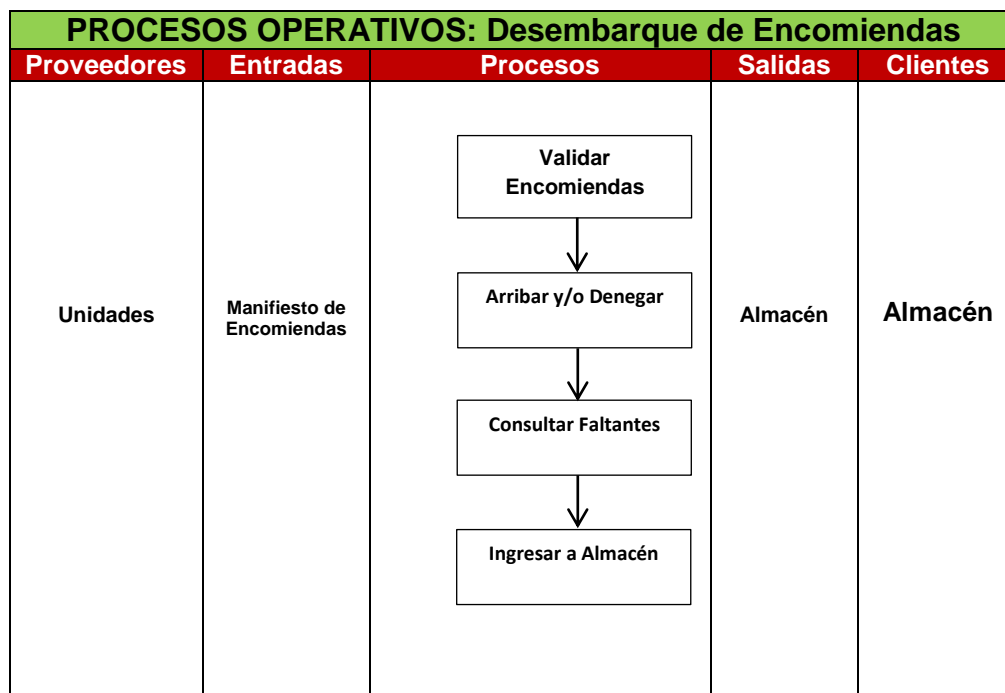 PROCESOS OPERATIVOS: Desembarque de Encomiendas
Proveedores Entradas Procesos Salidas Clientes
Validar
Encomiendas
Unidades
Manifiesto de
Encomiendas
Arribar y/o Denegar
Consultar Faltantes
Ingresar a Almacén
Almacén
Almacén